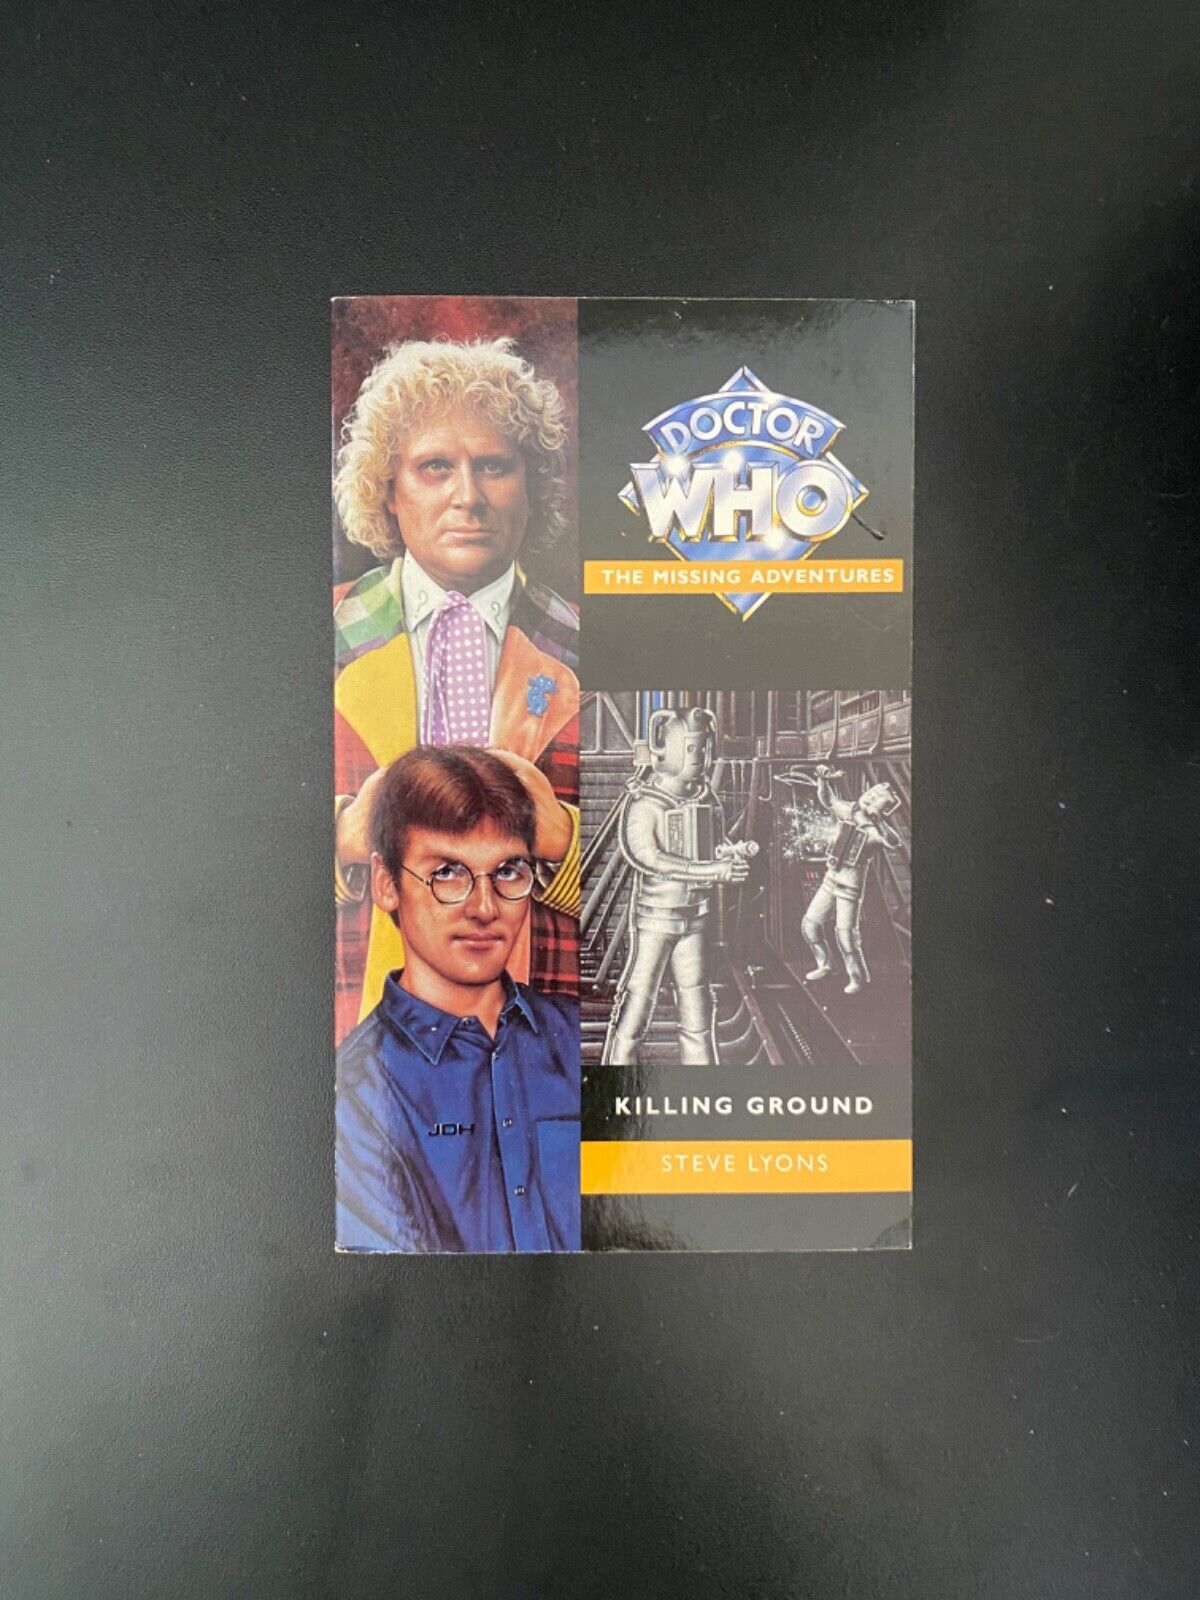 DOCTOR
WHO
THE MISSING ADVENTURES
JDH
KILLING GROUND
STEVE LYONS